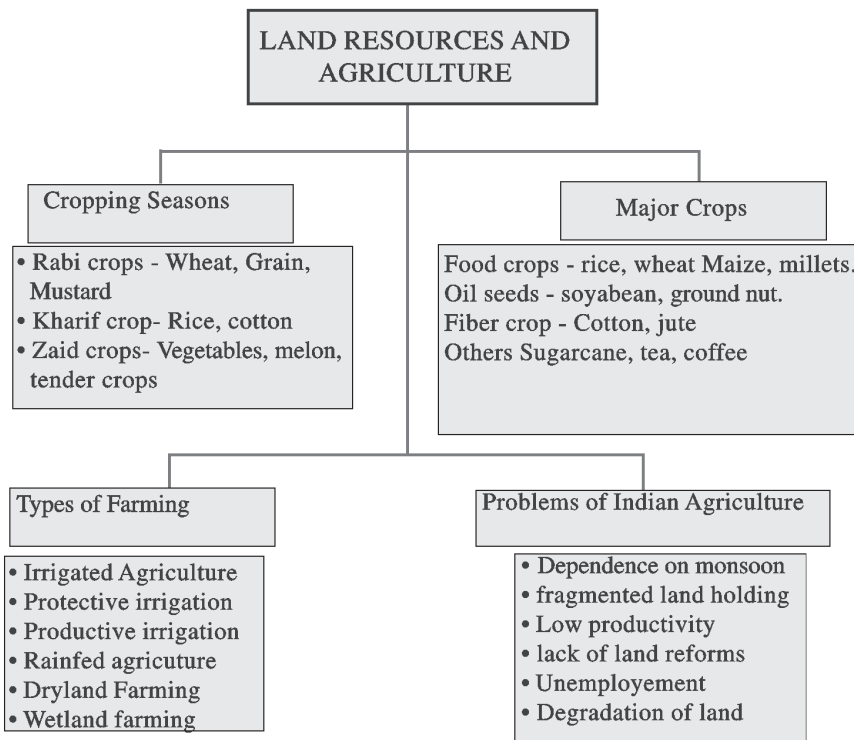 LAND RESOURCES AND
AGRICULTURE
Cropping Seasons
• Rabi crops - Wheat, Grain,
Mustard
• Kharif crop- Rice, cotton
• Zaid crops- Vegetables, melon,
tender crops
Major Crops
Food crops - rice, wheat Maize, millets.
Oil seeds - soyabean, ground nut.
Fiber crop - Cotton, jute
Others Sugarcane, tea, coffee
Types of Farming
• Irrigated Agriculture
• Protective irrigation
• Productive irrigation
• Rainfed agricuture
• Dryland Farming
• Wetland farming
Problems of Indian Agriculture
• Dependence on monsoon
• fragmented land holding
• Low productivity
• lack of land reforms
• Unemployement
• Degradation of land